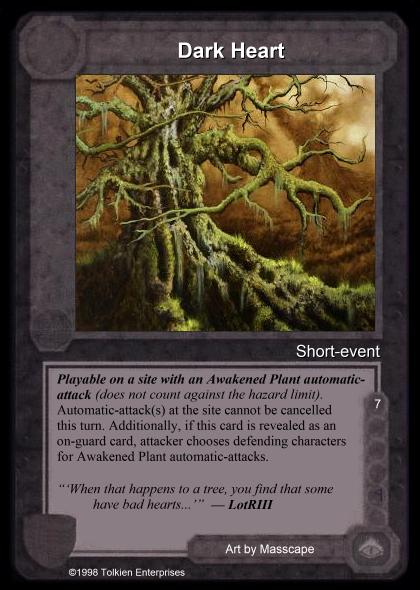 Dark Heart
Short-event
Playable on a site with an Awakened Plant automatic-
attack (does not count against the hazard limit).
Automatic-attack(s) at the site cannot be cancelled
this turn. Additionally, if this card is revealed as an
on-guard card, attacker chooses defending characters
for Awakened Plant automatic-attacks.
7
“‘When that happens to a tree, you find that some
have bad hearts...’” — LotRIII
Art by Masscape
©1998 Tolkien Enterprises